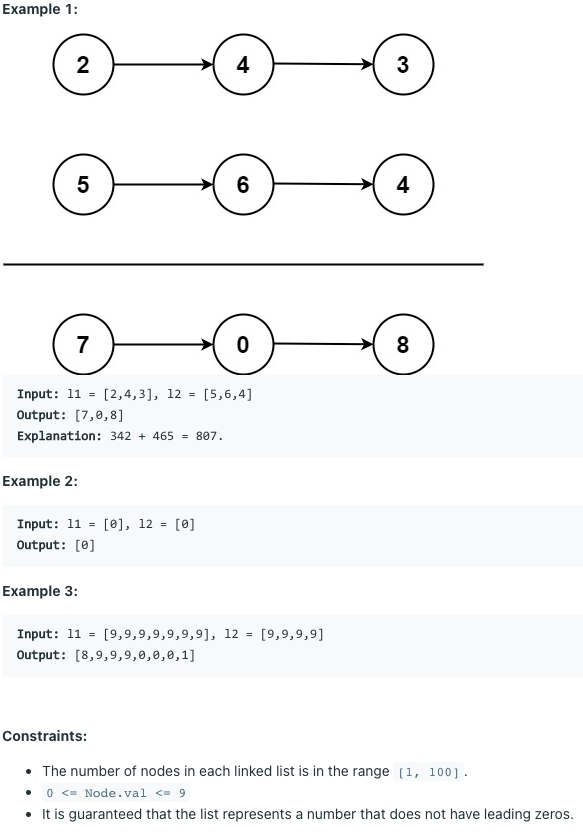 Example 1:
2 4 3
5 6 4
7 0 8
Input: l1 = [2,4,3], l2 = [5,6,4]
Output: [7,0,8]
Explanation: 342 + 465 = 807.
Example 2:
Input: l1 = [0], l2 = [0]
Output: [0]
Example 3:
Input: l1 = [9,9,9,9,9,9,9], l2 = [9,9,9,9]
Output: [8,9,9,9,0,0,0,1]
Constraints:
• The number of nodes in each linked list is in the range [1, 100].
• 0 <= Node.val <= 9
• It is guaranteed that the list represents a number that does not have leading zeros.